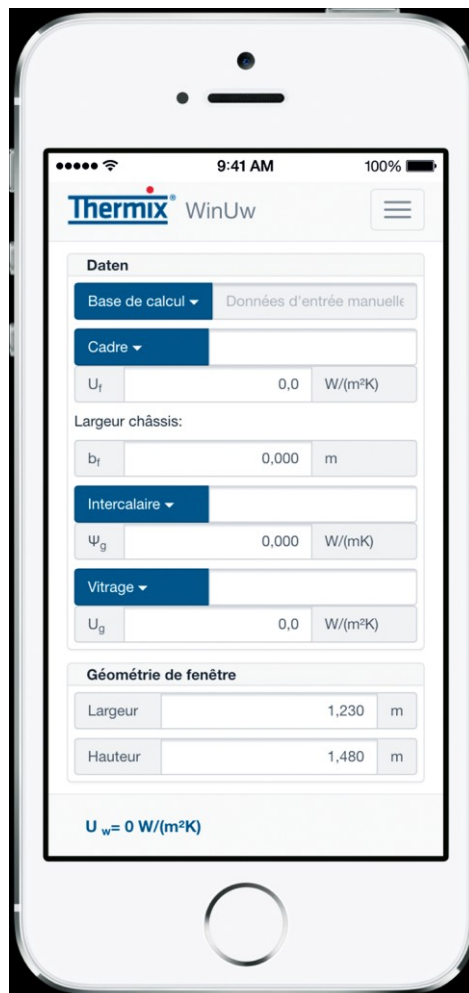 9:41 AM 100%
Thermix® WinUw
Daten
Base de calcul Données d'entrée manuelle
Cadre
Uf 0,0 W/(m²K)
Largeur châssis:
bf 0,000 m
Intercalaire
Ψg 0,000 W/(mK)
Vitrage
Ug 0,0 W/(m²K)
Géométrie de fenêtre
Largeur 1,230 m
Hauteur 1,480 m
U w= 0 W/(m²K)